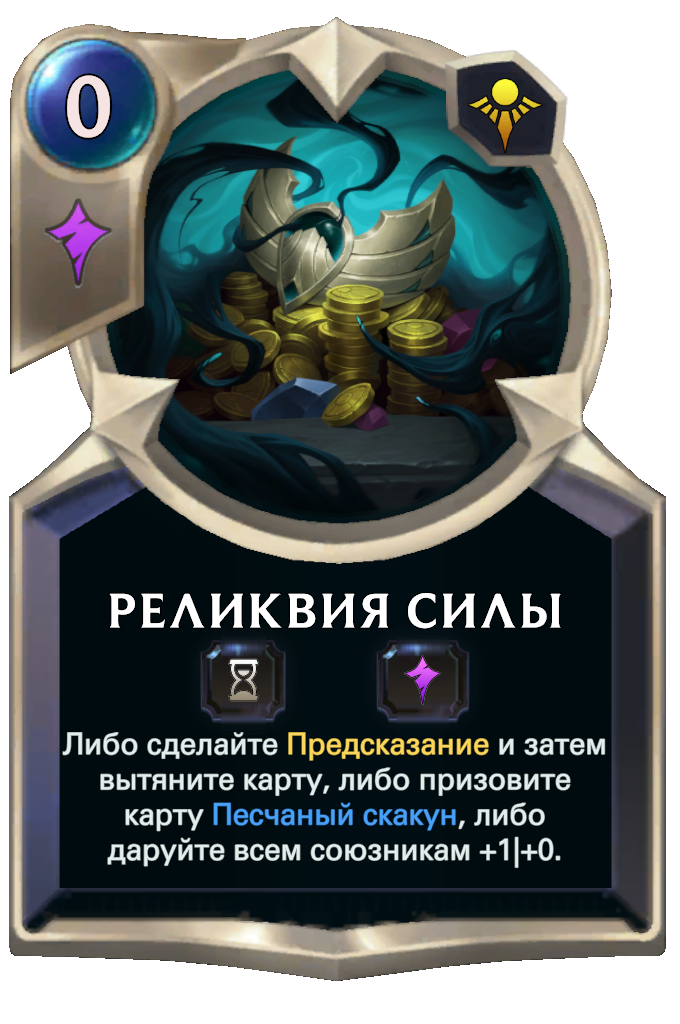 0
РЕЛИКВИЯ СИЛЫ
Либо сделайте Предсказание и затем
вытяните карту, либо призовите
карту Песчаный скакун, либо
даруйте всем союзникам +1|+0.